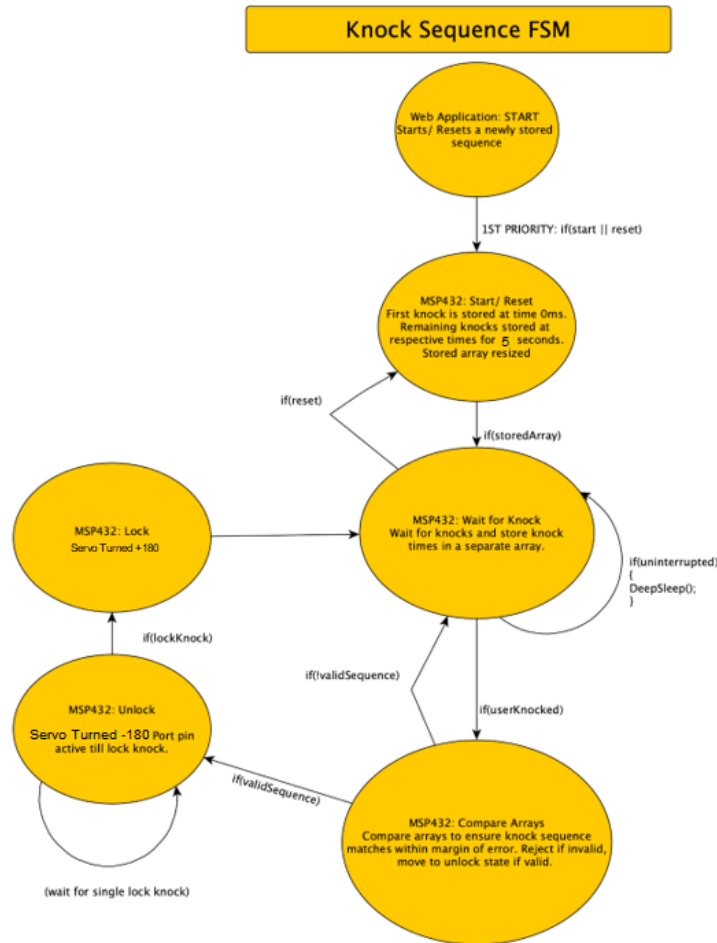 Knock Sequence FSM
Web Application: START
Starts/ Resets a newly stored
sequence
1ST PRIORITY: if(start || reset)
MSP432: Start/ Reset
First knock is stored at time 0ms.
Remaining knocks stored at
respective times for 5 seconds.
Stored array resized
if(reset)
if(storedArray)
MSP432: Wait for Knock
Wait for knocks and store knock
times in a separate array.
MSP432: Lock
Servo Turned +180
if(uninterrupted)
{
DeepSleep();
}
if(lockKnock)
if(!validSequence)
if(userKnocked)
MSP432: Unlock
Servo Turned -180 Port pin
active till lock knock.
if(validSequence)
MSP432: Compare Arrays
Compare arrays to ensure knock sequence
matches within margin of error. Reject if invalid,
move to unlock state if valid.
(wait for single lock knock)